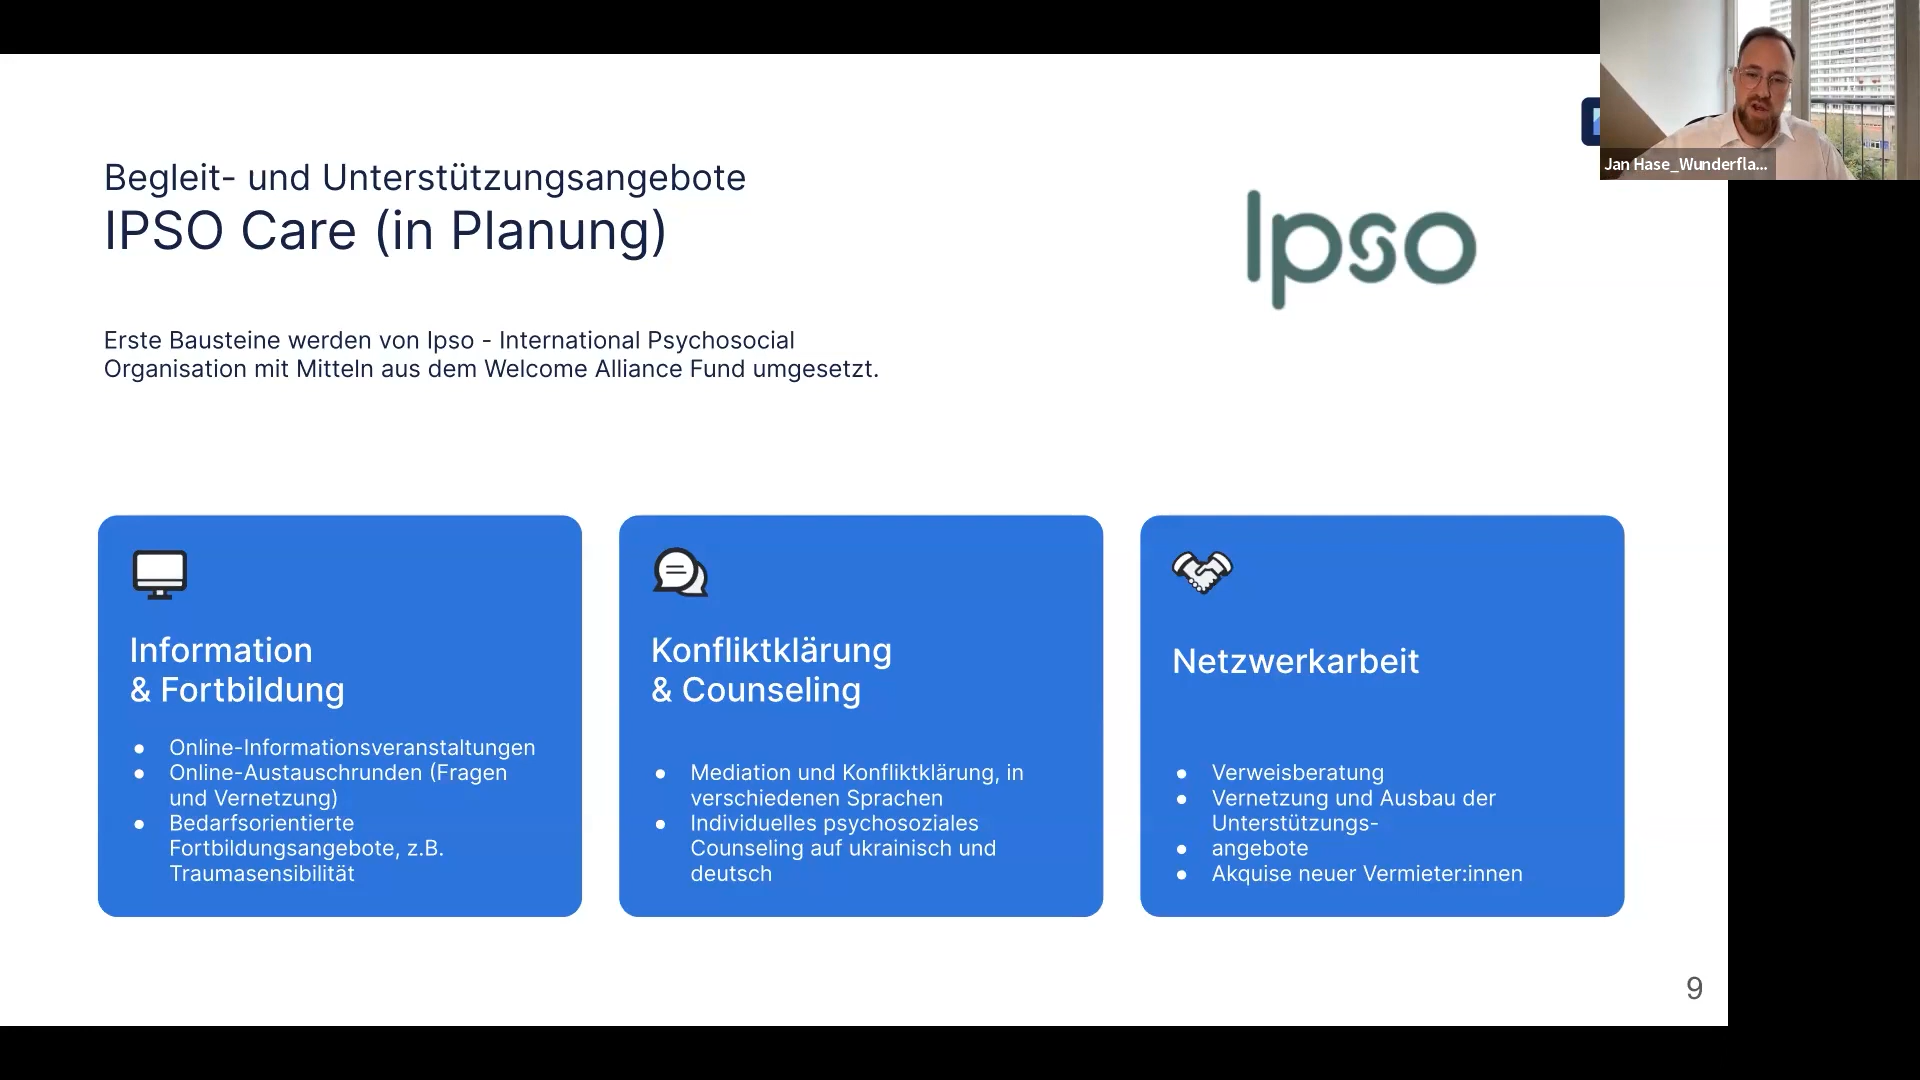 Jan Hase_Wunderfla...
Begleit- und Unterstützungsangebote
IPSO Care (in Planung)
Ipso
Erste Bausteine werden von Ipso - International Psychosocial
Organisation mit Mitteln aus dem Welcome Alliance Fund umgesetzt.
Information
& Fortbildung
● Online-Informationsveranstaltungen
● Online-Austauschrunden (Fragen
und Vernetzung)
● Bedarfsorientierte
Fortbildungsangebote, z.B.
Traumasensibilität
Konfliktklärung
& Counseling
● Mediation und Konfliktklärung, in
verschiedenen Sprachen
● Individuelles psychosoziales
Counseling auf ukrainisch und
deutsch
Netzwerkarbeit
● Verweisberatung
● Vernetzung und Ausbau der
Unterstützungs-
● angebote
● Akquise neuer Vermieter:innen
9